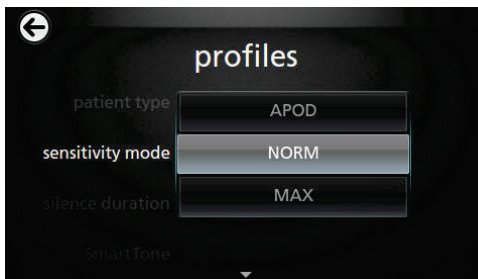 profiles
patient type
APOD
sensitivity mode
NORM
MAX
silence duration
SmartTone